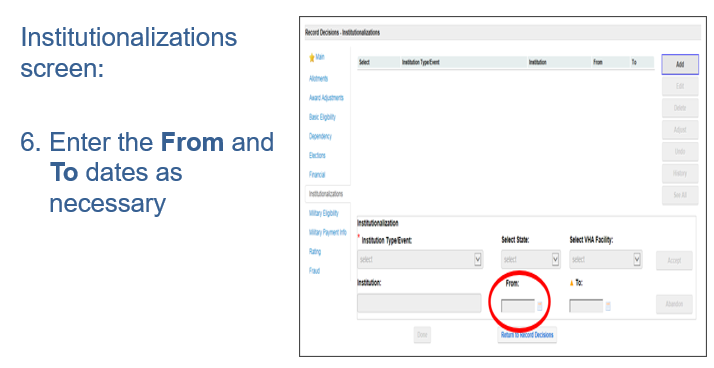 Institutionalizations
screen:
6. Enter the From and
To dates as
necessary
Record Decisions - Institutionalizations
Main
Allotments
Award Adjustments
Basic Eligibility
Dependency
Elections
Financial
Institutionalizations
Military Eligibility
Military Payment Info
Rating
Fraud
Select Institution Type/Event Institution From To
Add
Edit
Delete
Adjust
Undo
History
See All
Institutionalization
* Institution Type/Event: Select State: Select VHA Facility:
select select select Accept
Institution: From: To:
Abandon
Done Return to Record Decisions